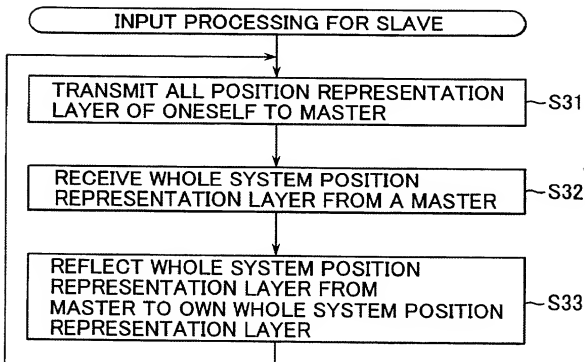 INPUT PROCESSING FOR SLAVE
TRANSMIT ALL POSITION REPRESENTATION
LAYER OF ONESELF TO MASTER
S31
RECEIVE WHOLE SYSTEM POSITION
REPRESENTATION LAYER FROM A MASTER
S32
REFLECT WHOLE SYSTEM POSITION
REPRESENTATION LAYER FROM
MASTER TO OWN WHOLE SYSTEM POSITION
REPRESENTATION LAYER
S33